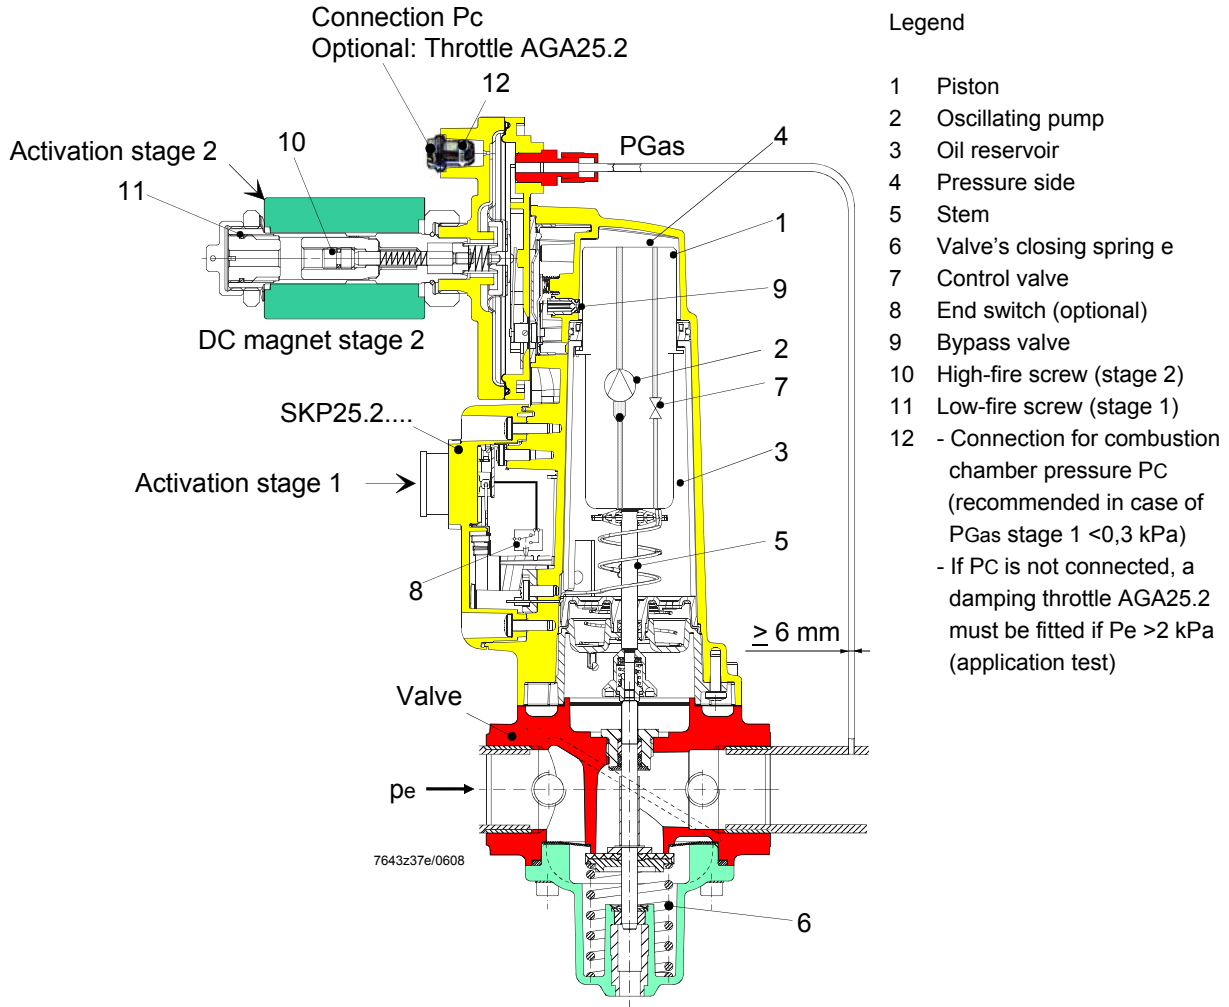 Connection Pc
Optional: Throttle AGA25.2
12
Activation stage 2
10
11
PGas
4
1
DC magnet stage 2
9
2
7
SKP25.2....
3
Activation stage 1
5
8
≥ 6 mm
Valve
pe
7643z37e/0608
6
Legend
1 Piston
2 Oscillating pump
3 Oil reservoir
4 Pressure side
5 Stem
6 Valve’s closing spring e
7 Control valve
8 End switch (optional)
9 Bypass valve
10 High-fire screw (stage 2)
11 Low-fire screw (stage 1)
12 - Connection for combustion
chamber pressure PC
(recommended in case of
PGas stage 1 <0,3 kPa)
- If PC is not connected, a
damping throttle AGA25.2
must be fitted if Pe >2 kPa
(application test)